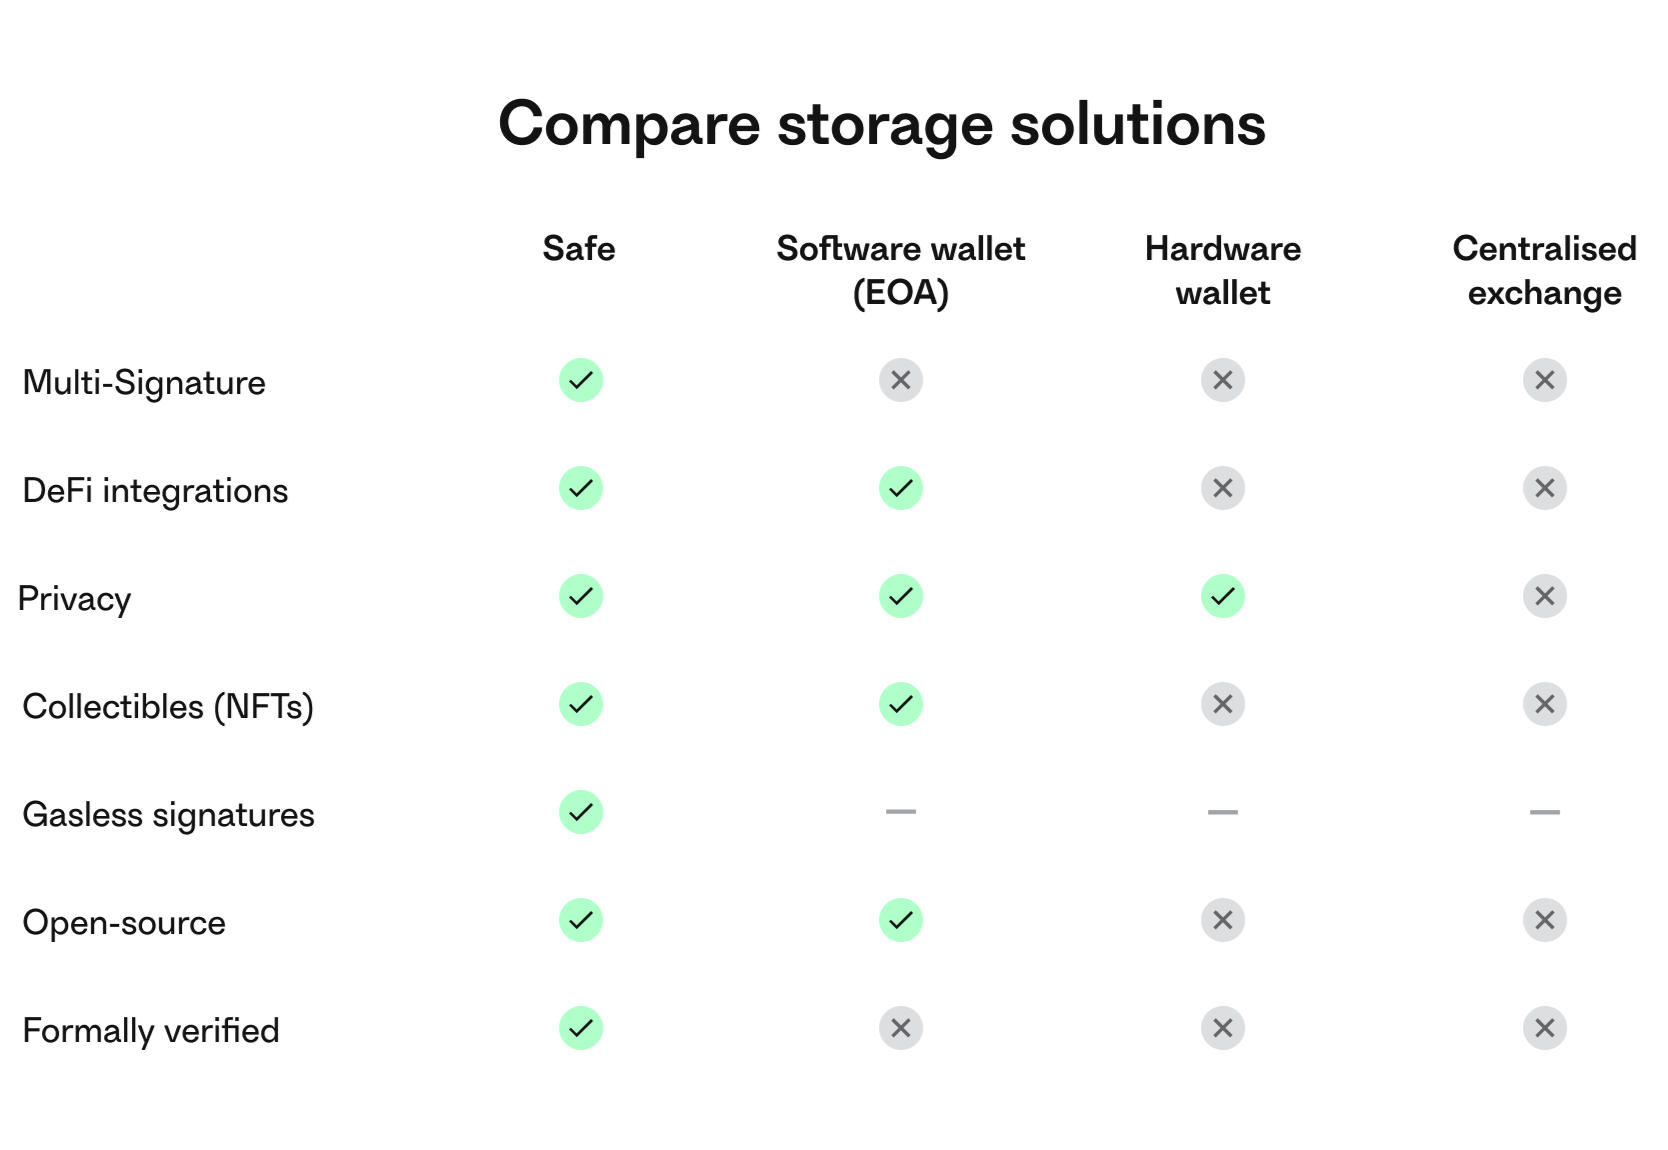 Compare storage solutions
Safe
Software wallet
(EOA)
Hardware
wallet
Centralised
exchange
Multi-Signature
DeFi integrations
Privacy
Collectibles (NFTs)
Gasless signatures
Open-source
Formally verified